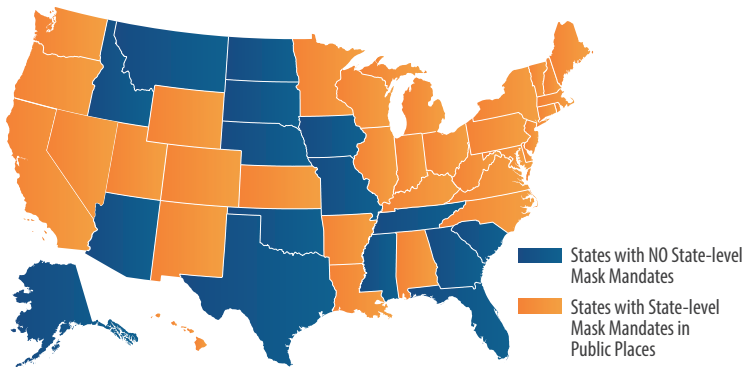 States with NO State-level
Mask Mandates
States with State-level
Mask Mandates in
Public Places